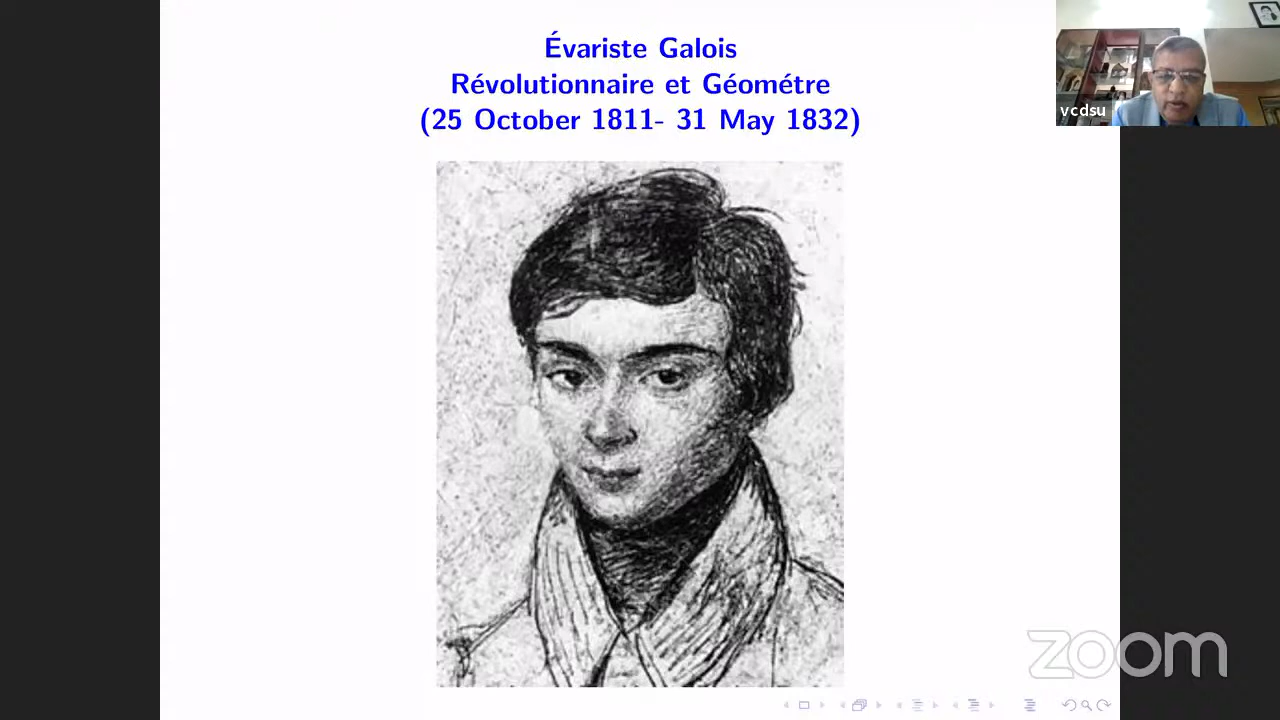 Évariste Galois
Révolutionnaire et Géométre
(25 October 1811- 31 May 1832)
vcdsu
zoom